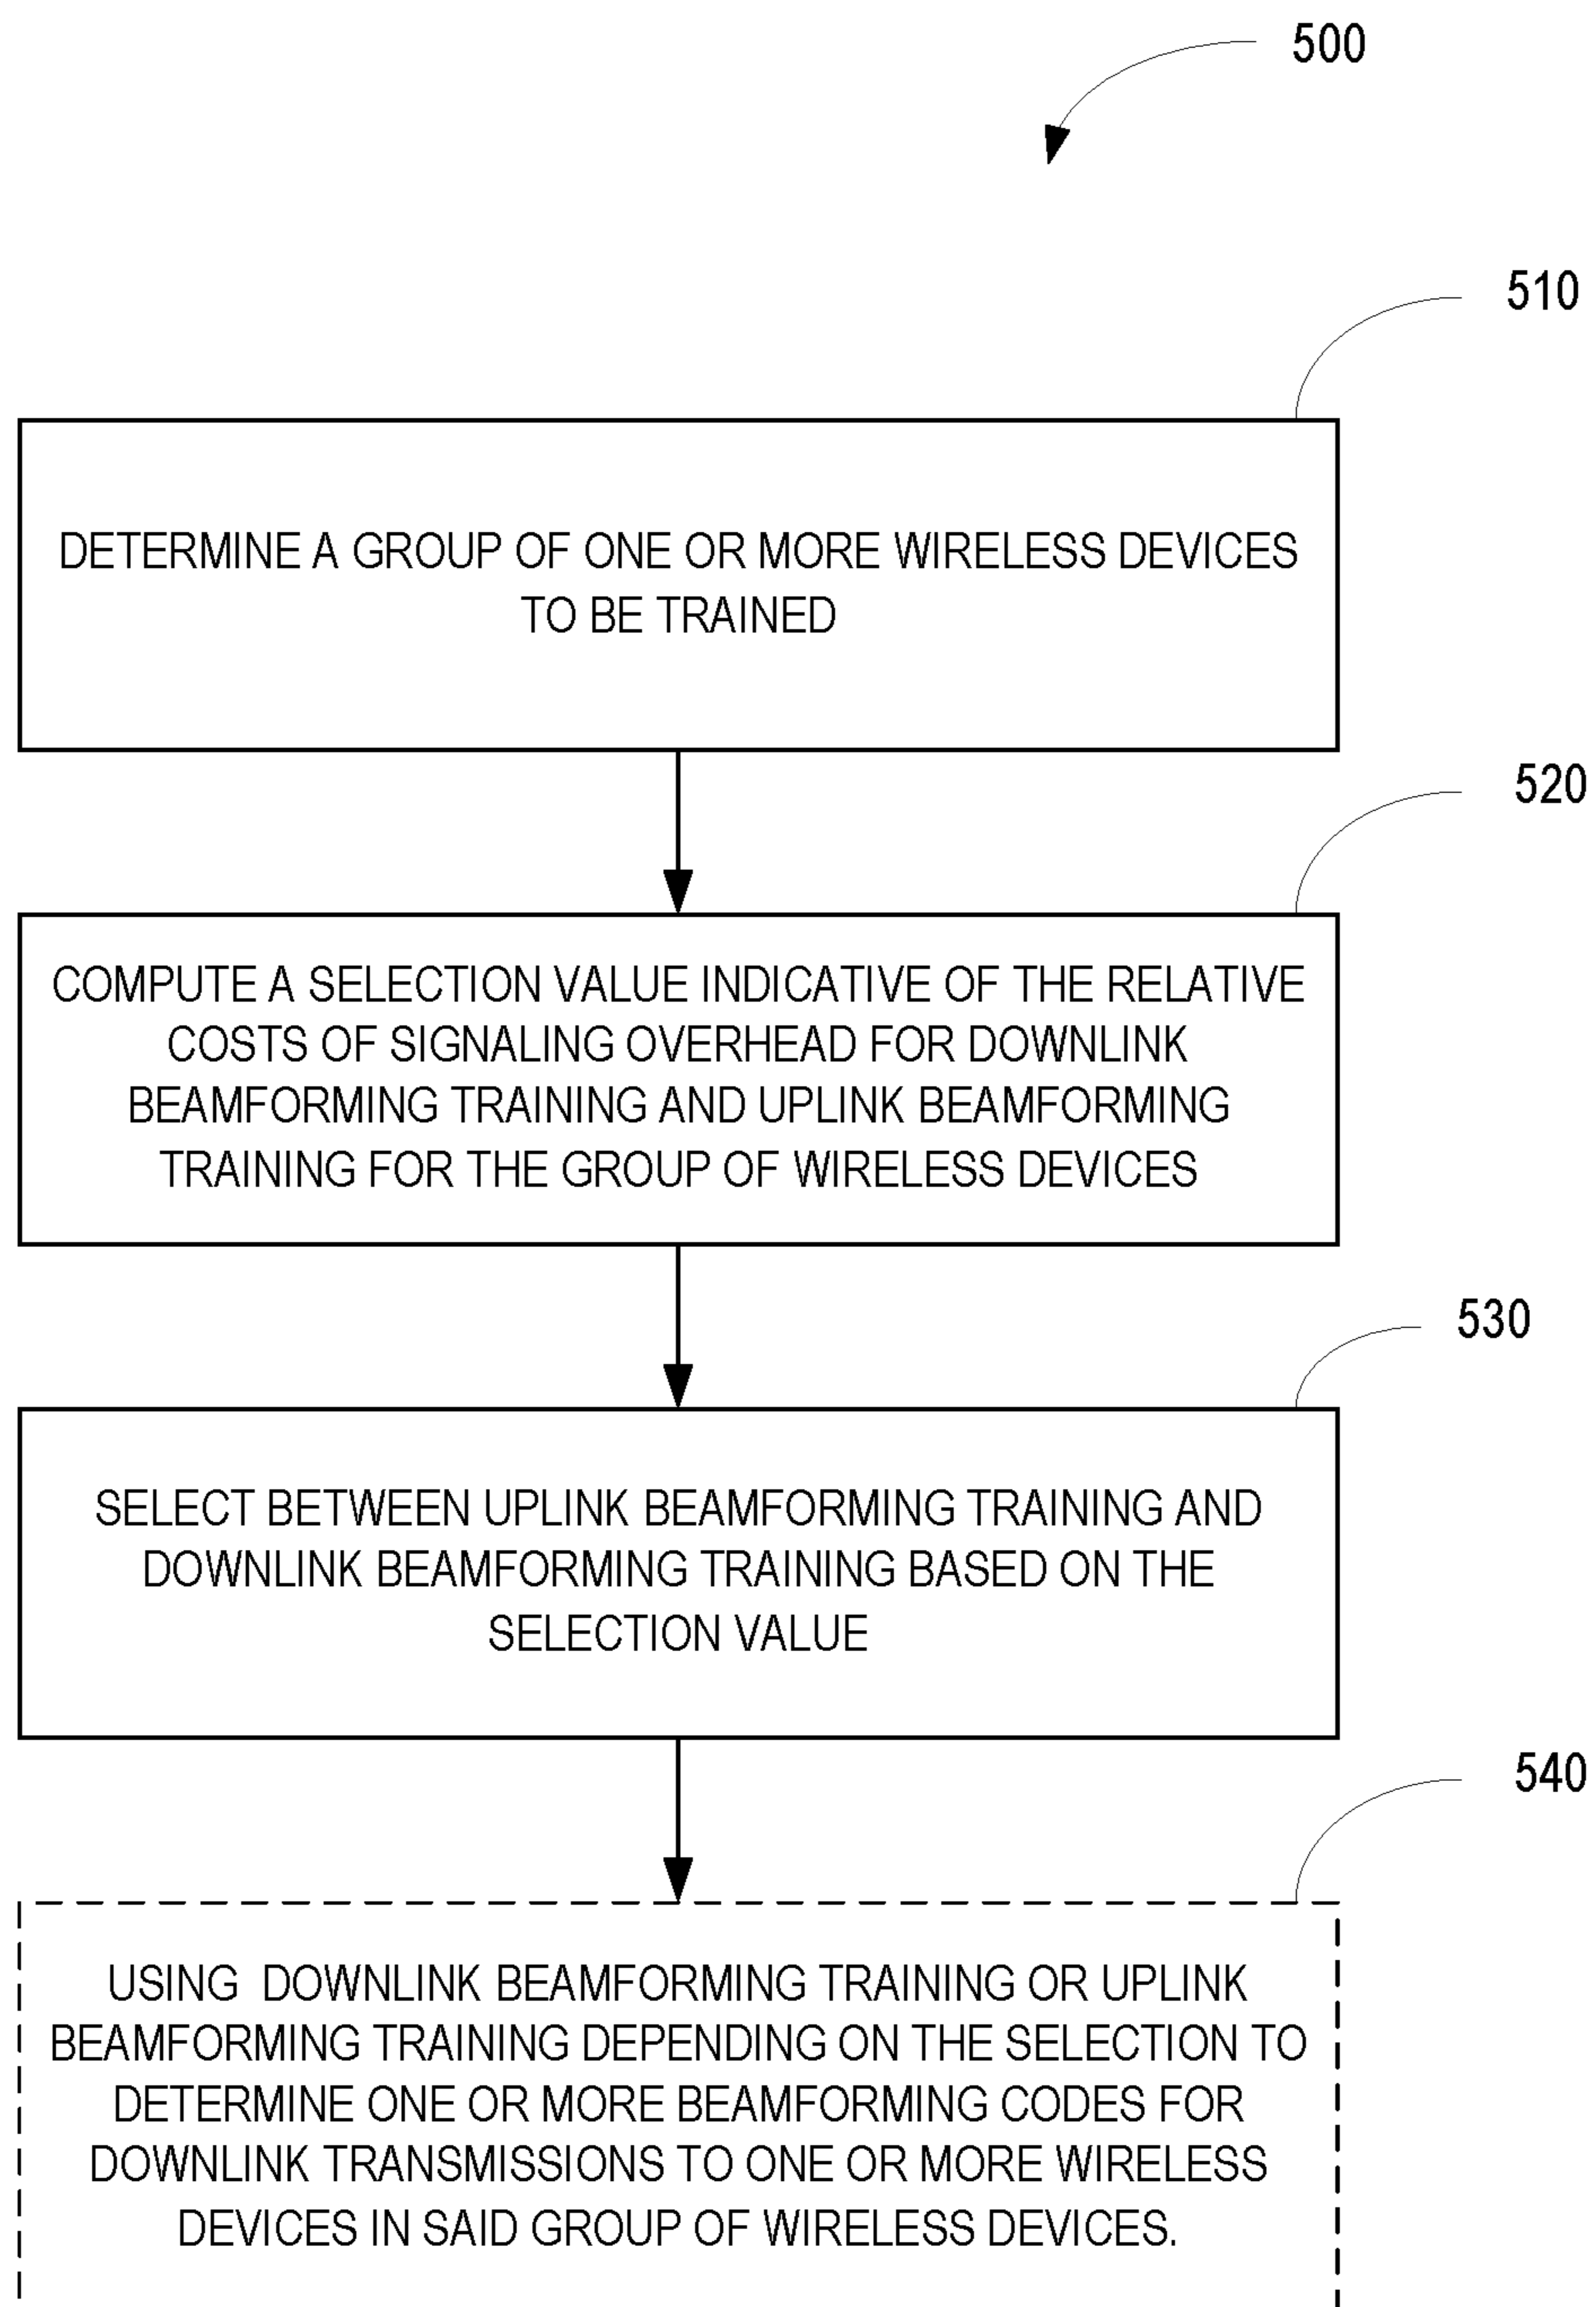 500
510
DETERMINE A GROUP OF ONE OR MORE WIRELESS DEVICES
TO BE TRAINED
520
COMPUTE A SELECTION VALUE INDICATIVE OF THE RELATIVE
COSTS OF SIGNALING OVERHEAD FOR DOWNLINK
BEAMFORMING TRAINING AND UPLINK BEAMFORMING
TRAINING FOR THE GROUP OF WIRELESS DEVICES
530
SELECT BETWEEN UPLINK BEAMFORMING TRAINING AND
DOWNLINK BEAMFORMING TRAINING BASED ON THE
SELECTION VALUE
540
USING DOWNLINK BEAMFORMING TRAINING OR UPLINK
BEAMFORMING TRAINING DEPENDING ON THE SELECTION TO
DETERMINE ONE OR MORE BEAMFORMING CODES FOR
DOWNLINK TRANSMISSIONS TO ONE OR MORE WIRELESS
DEVICES IN SAID GROUP OF WIRELESS DEVICES.